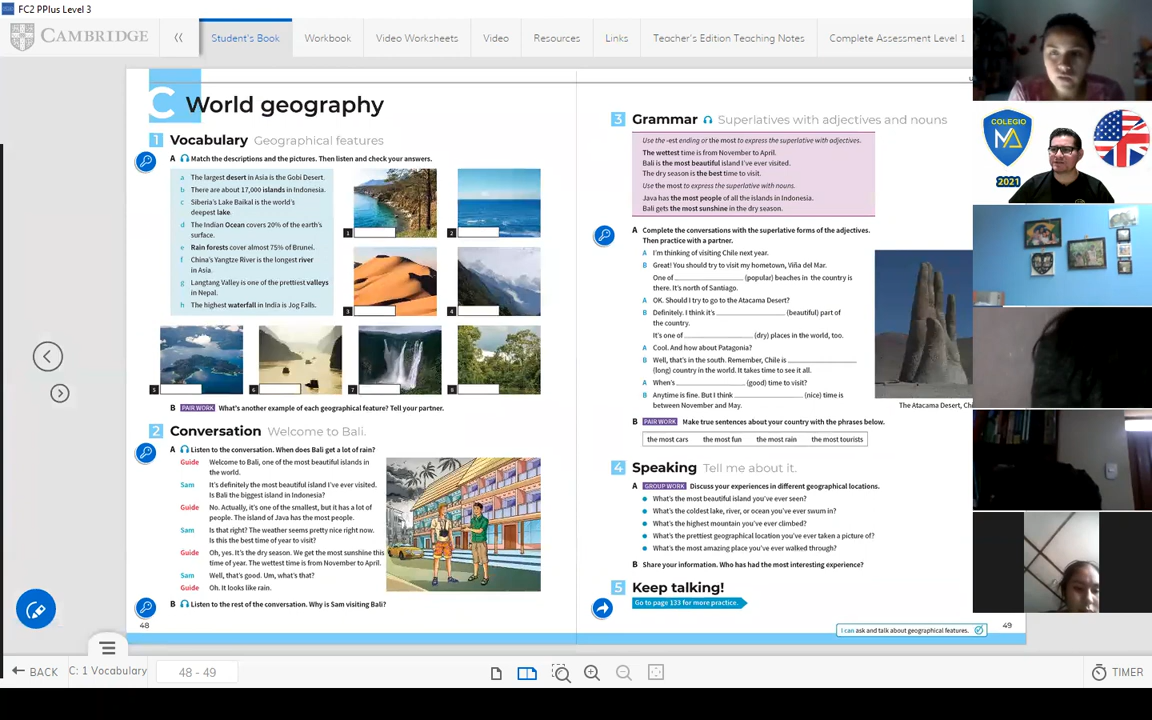 FC2 PPlus Level 3
CAMBRIDGE
Student's Book
Workbook
Video Worksheets
Video
Resources
Links
Teacher's Edition Teaching Notes
Complete Assessment Level 1
C World geography
1 Vocabulary Geographical features
A Match the descriptions and the pictures. Then listen and check your answers.
a The largest desert in Asia is the Gobi Desert.
b There are about 17,000 islands in Indonesia.
c Siberia's Lake Baikal is the world's
deepest lake.
d The Indian Ocean covers 20% of the earth's
surface.
e Rain forests cover almost 75% of Brunei.
f China's Yangtze River is the longest river
in Asia.
g Langtang Valley is one of the prettiest valleys
in Nepal.
h The highest waterfall in India is Jog Falls.
1
2
3
4
5
6
7
8
B PAIR WORK What's another example of each geographical feature? Tell your partner.
2 Conversation Welcome to Bali.
A Listen to the conversation. When does Bali get a lot of rain?
Guide Welcome to Bali, one of the most beautiful islands in
the world.
Sam It's definitely the most beautiful island I've ever visited.
Is Bali the biggest island in Indonesia?
Guide No. Actually, it's one of the smallest, but it has a lot of
people. The island of Java has the most people.
Sam Is that right? The weather seems pretty nice right now.
Is this the best time of year to visit?
Guide Oh, yes. It's the dry season. We get the most sunshine this
time of year. The wettest time is from November to April.
Sam Well, that's good. Um, what's that?
Guide Oh. It looks like rain.
B Listen to the rest of the conversation. Why is Sam visiting Bali?
48
3 Grammar Superlatives with adjectives and nouns
Use the -est ending or the most to express the superlative with adjectives.
The wettest time is from November to April.
Bali is the most beautiful island I've ever visited.
The dry season is the best time to visit.
Use the most to express the superlative with nouns.
Java has the most people of all the islands in Indonesia.
Bali gets the most sunshine in the dry season.
A Complete the conversations with the superlative forms of the adjectives.
Then practice with a partner.
A I'm thinking of visiting Chile next year.
B Great! You should try to visit my hometown, Viña del Mar.
One of ____ (popular) beaches in the country is
there. It's north of Santiago.
A OK. Should I try to go to the Atacama Desert?
B Definitely. I think it's ____ (beautiful) part of
the country.
It's one of ____ (dry) places in the world, too.
A Cool. And how about Patagonia?
B Well, that's in the south. Remember, Chile is ____
(long) country in the world. It takes time to see it all.
A When's ____ (good) time to visit?
B Anytime is fine. But I think ____ (nice) time is
between November and May.
The Atacama Desert, Ch
B PAIR WORK Make true sentences about your country with the phrases below.
the most cars the most fun the most rain the most tourists
4 Speaking Tell me about it.
A GROUP WORK Discuss your experiences in different geographical locations.
• What's the most beautiful island you've ever seen?
• What's the coldest lake, river, or ocean you've ever swum in?
• What's the highest mountain you've ever climbed?
• What's the prettiest geographical location you've ever taken a picture of?
• What's the most amazing place you've ever walked through?
B Share your information. Who has had the most interesting experience?
5 Keep talking!
Go to page 133 for more practice.
49
I can ask and talk about geographical features.
COLEGIO
MA
2021
BACK
C: 1 Vocabulary
48 - 49
TIMER